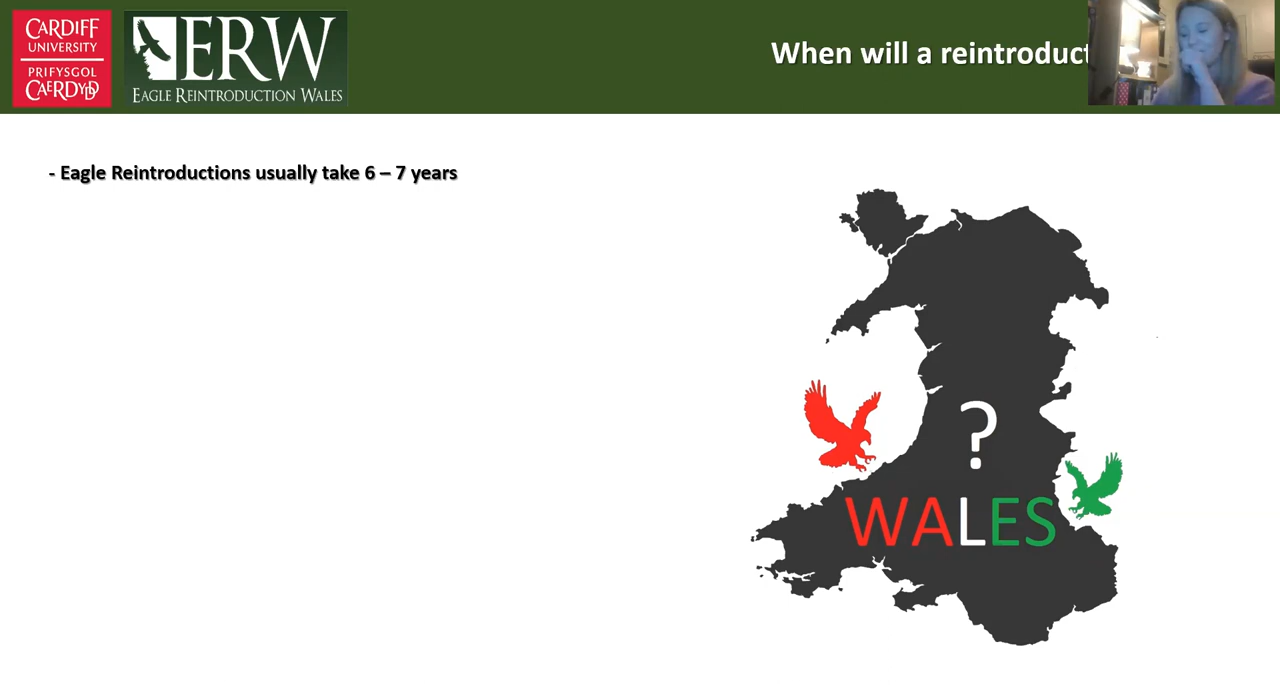 CARDIFF
UNIVERSITY
PRIFYSGOL
CAERDYDD
ERW
EAGLE REINTRODUCTION WALES
When will a reintroduct
- Eagle Reintroductions usually take 6 – 7 years
?
WALES